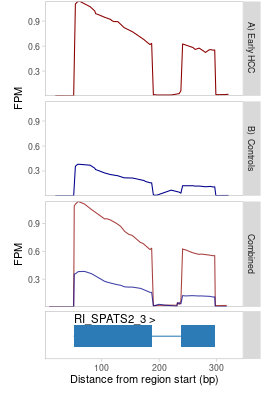 0.9
0.6
0.3
A) Early HCC
FPM
0.9
0.6
0.3
B) Controls
0.9
0.6
0.3
FPM
Combined
RI_SPATS2_3 >
100 200 300
Distance from region start (bp)